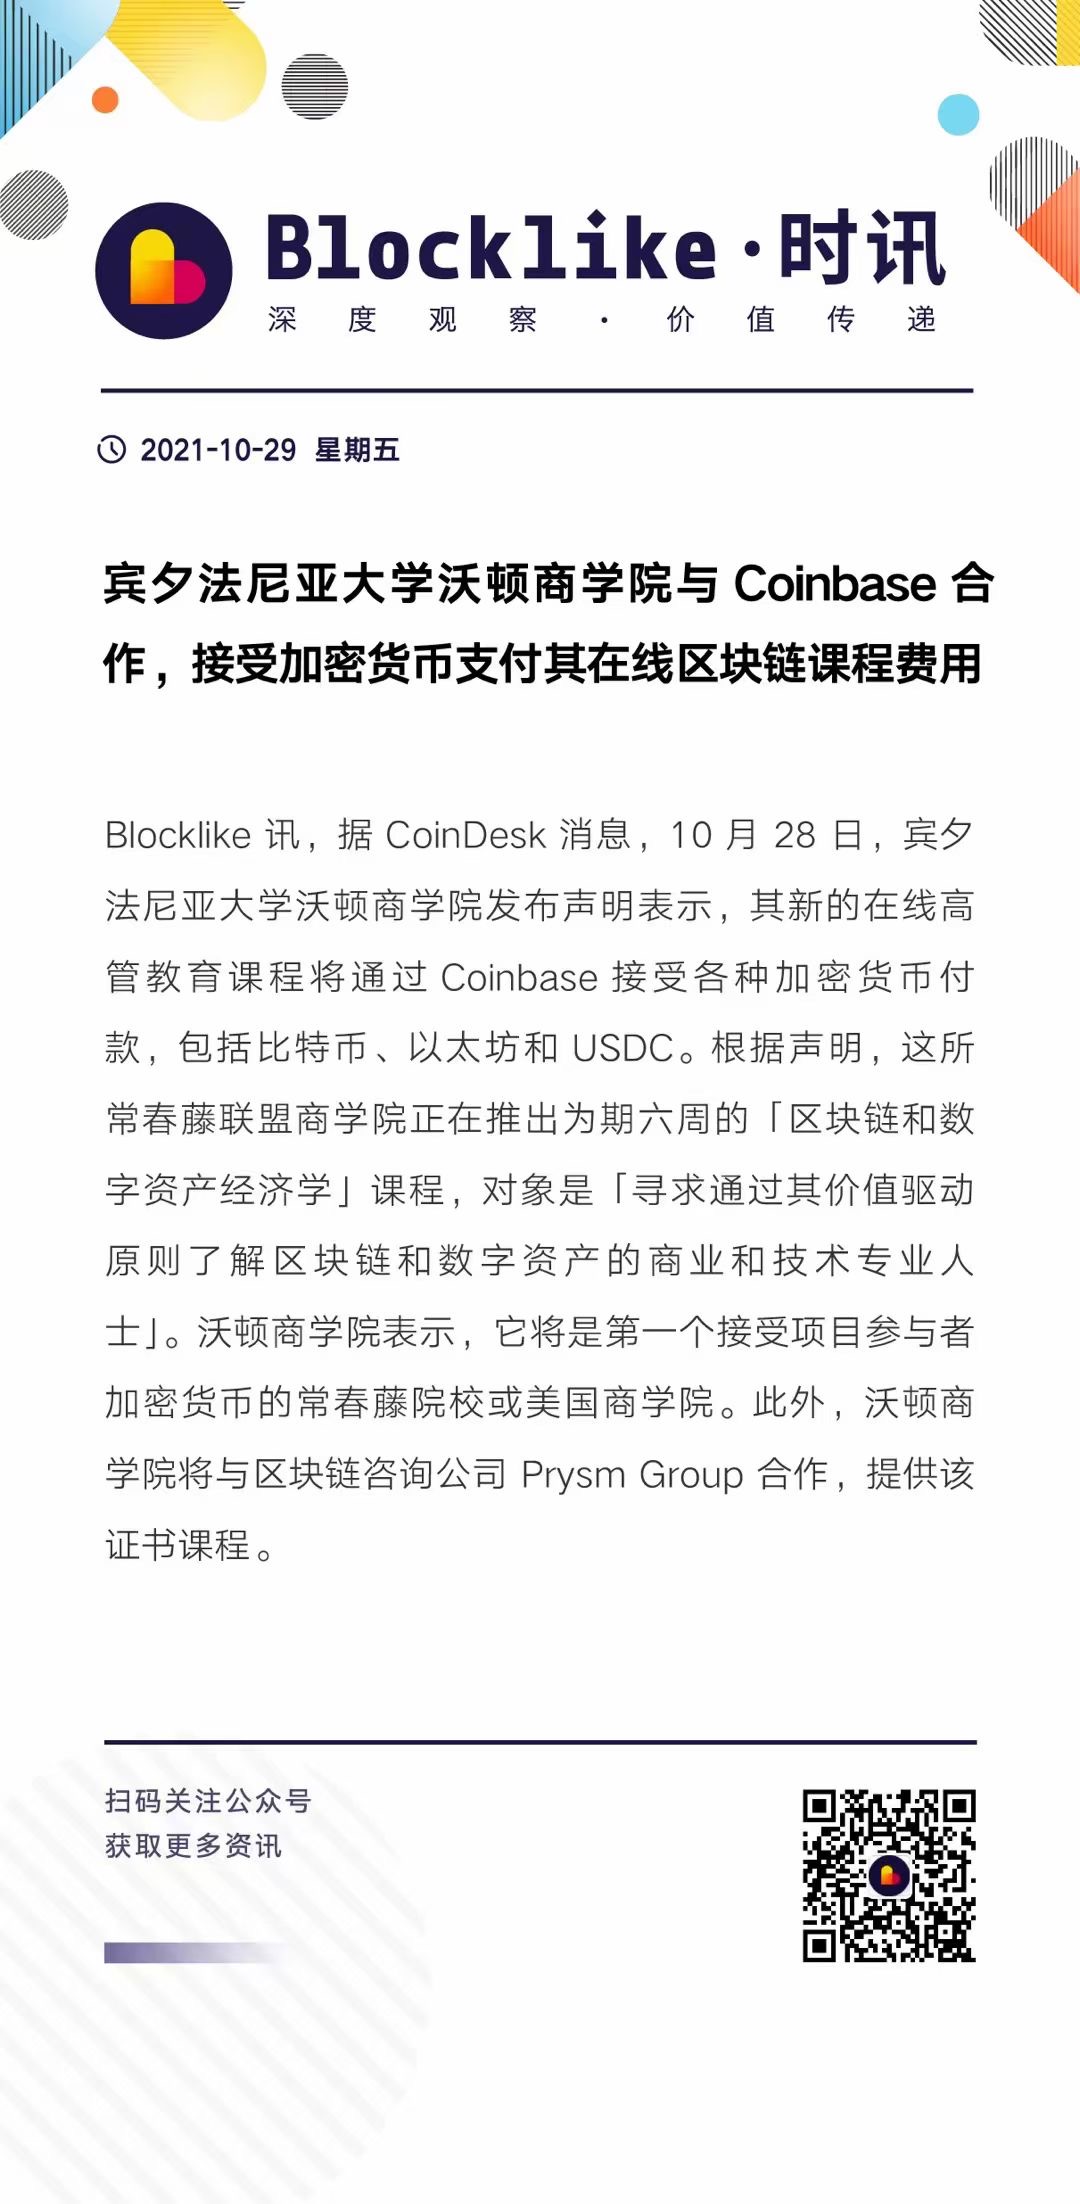 Blocklike·时讯
深度观察·价值传递
2021-10-29 星期五
宾夕法尼亚大学沃顿商学院与 Coinbase 合
作，接受加密货币支付其在线区块链课程费用
Blocklike 讯，据 CoinDesk 消息，10 月 28 日，宾夕
法尼亚大学沃顿商学院发布声明表示，其新的在线高
管教育课程将通过 Coinbase 接受各种加密货币付
款，包括比特币、以太坊和 USDC。根据声明，这所
常春藤联盟商学院正在推出为期六周的「区块链和数
字资产经济学」课程，对象是「寻求通过其价值驱动
原则了解区块链和数字资产的商业和技术专业人
士」。沃顿商学院表示，它将是第一个接受项目参与者
加密货币的常春藤院校或美国商学院。此外，沃顿商
学院将与区块链咨询公司 Prysm Group 合作，提供该
证书课程。
扫码关注公众号
获取更多资讯